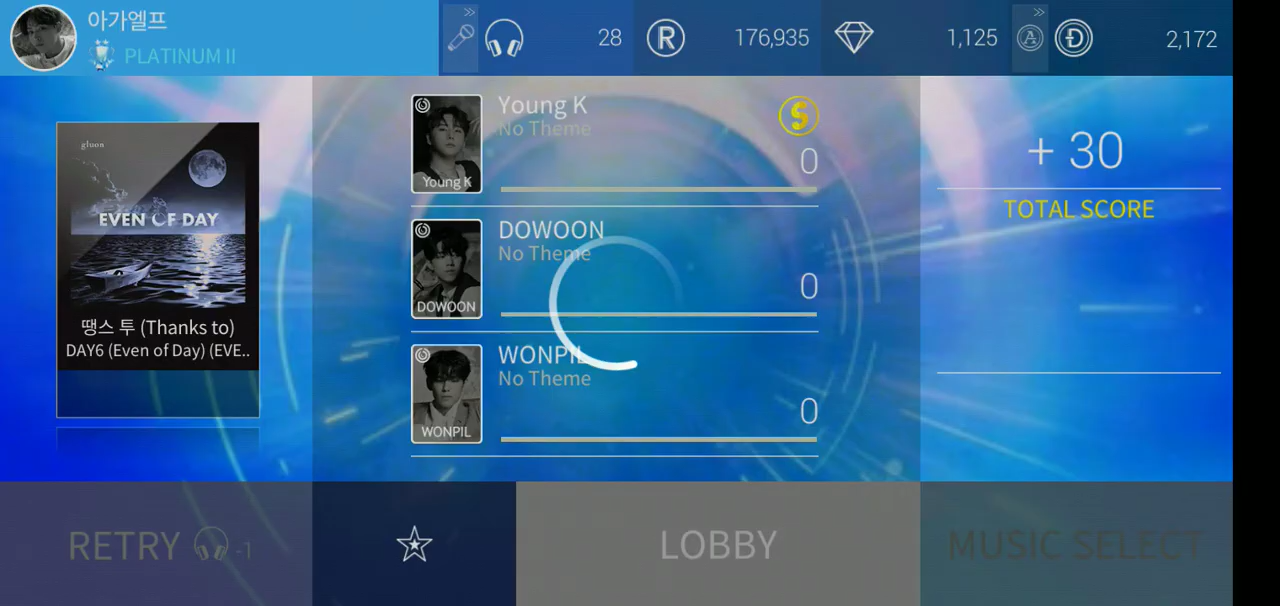 아가엘프
PLATINUM II
28
R
176,935
1,125
A
Đ
2,172
gluon
EVEN OF DAY
땡스 투 (Thanks to)
DAY6 (Even of Day) (EVE..
Young K
No Theme
Young K
S
0
DOWOON
No Theme
DOWOON
0
WONPIL
No Theme
WONPIL
0
+ 30
TOTAL SCORE
RETRY -1
LOBBY
MUSIC SELECT